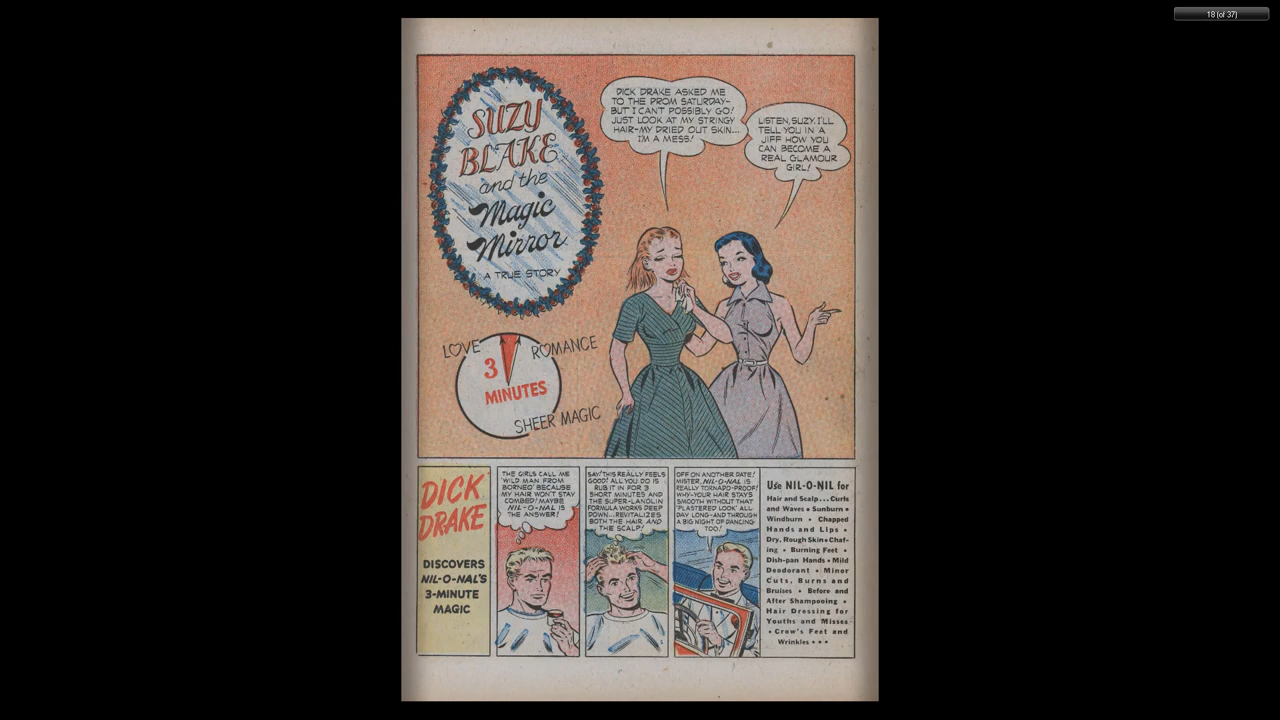 18 (of 37)
SUZY
BLAKE
and the
Magic
Mirror
A TRUE STORY
DICK DRAKE ASKED ME
TO THE PROM SATURDAY-
BUT I CAN'T POSSIBLY GO!
JUST LOOK AT MY STRINGY
HAIR-MY DRIED OUT SKIN...
I'M A MESS!
LISTEN, SUZY. I'LL
TELL YOU IN A
JIFF HOW YOU
CAN BECOME A
REAL GLAMOUR
GIRL!
LOVE
ROMANCE
3
MINUTES
SHEER MAGIC
DICK
DRAKE
DISCOVERS
NIL-O-NAL'S
3-MINUTE
MAGIC
THE GIRLS CALL ME
'WILD MAN FROM
BORNEO' BECAUSE
MY HAIR WON'T STAY
COMBED! MAYBE
NIL-O-NAL IS
THE ANSWER!
SAY! THIS REALLY FEELS
GOOD! ALL YOU DO IS
RUB IT IN FOR 3
SHORT MINUTES AND
THE SUPER-LANOLIN
FORMULA WORKS DEEP
DOWN...REVITALIZES
BOTH THE HAIR AND
THE SCALP!
OFF ON ANOTHER DATE!
MISTER, NIL-O-NAL IS
REALLY TORNADO-PROOF!
WHY-YOUR HAIR STAYS
SMOOTH WITHOUT THAT
'PLASTERED LOOK' ALL
DAY LONG-AND THROUGH
A BIG NIGHT OF DANCING
TOO!
Use NIL-O-NIL for
Hair and Scalp... Curls
and Waves • Sunburn •
Windburn • Chapped
Hands and Lips •
Dry, Rough Skin • Chaf-
ing • Burning Feet •
Dish-pan Hands • Mild
Deodorant • Minor
Cuts, Burns and
Bruises • Before and
After Shampooing •
Hair Dressing for
Youths and Misses
• Crow's Feet and
Wrinkles • • •